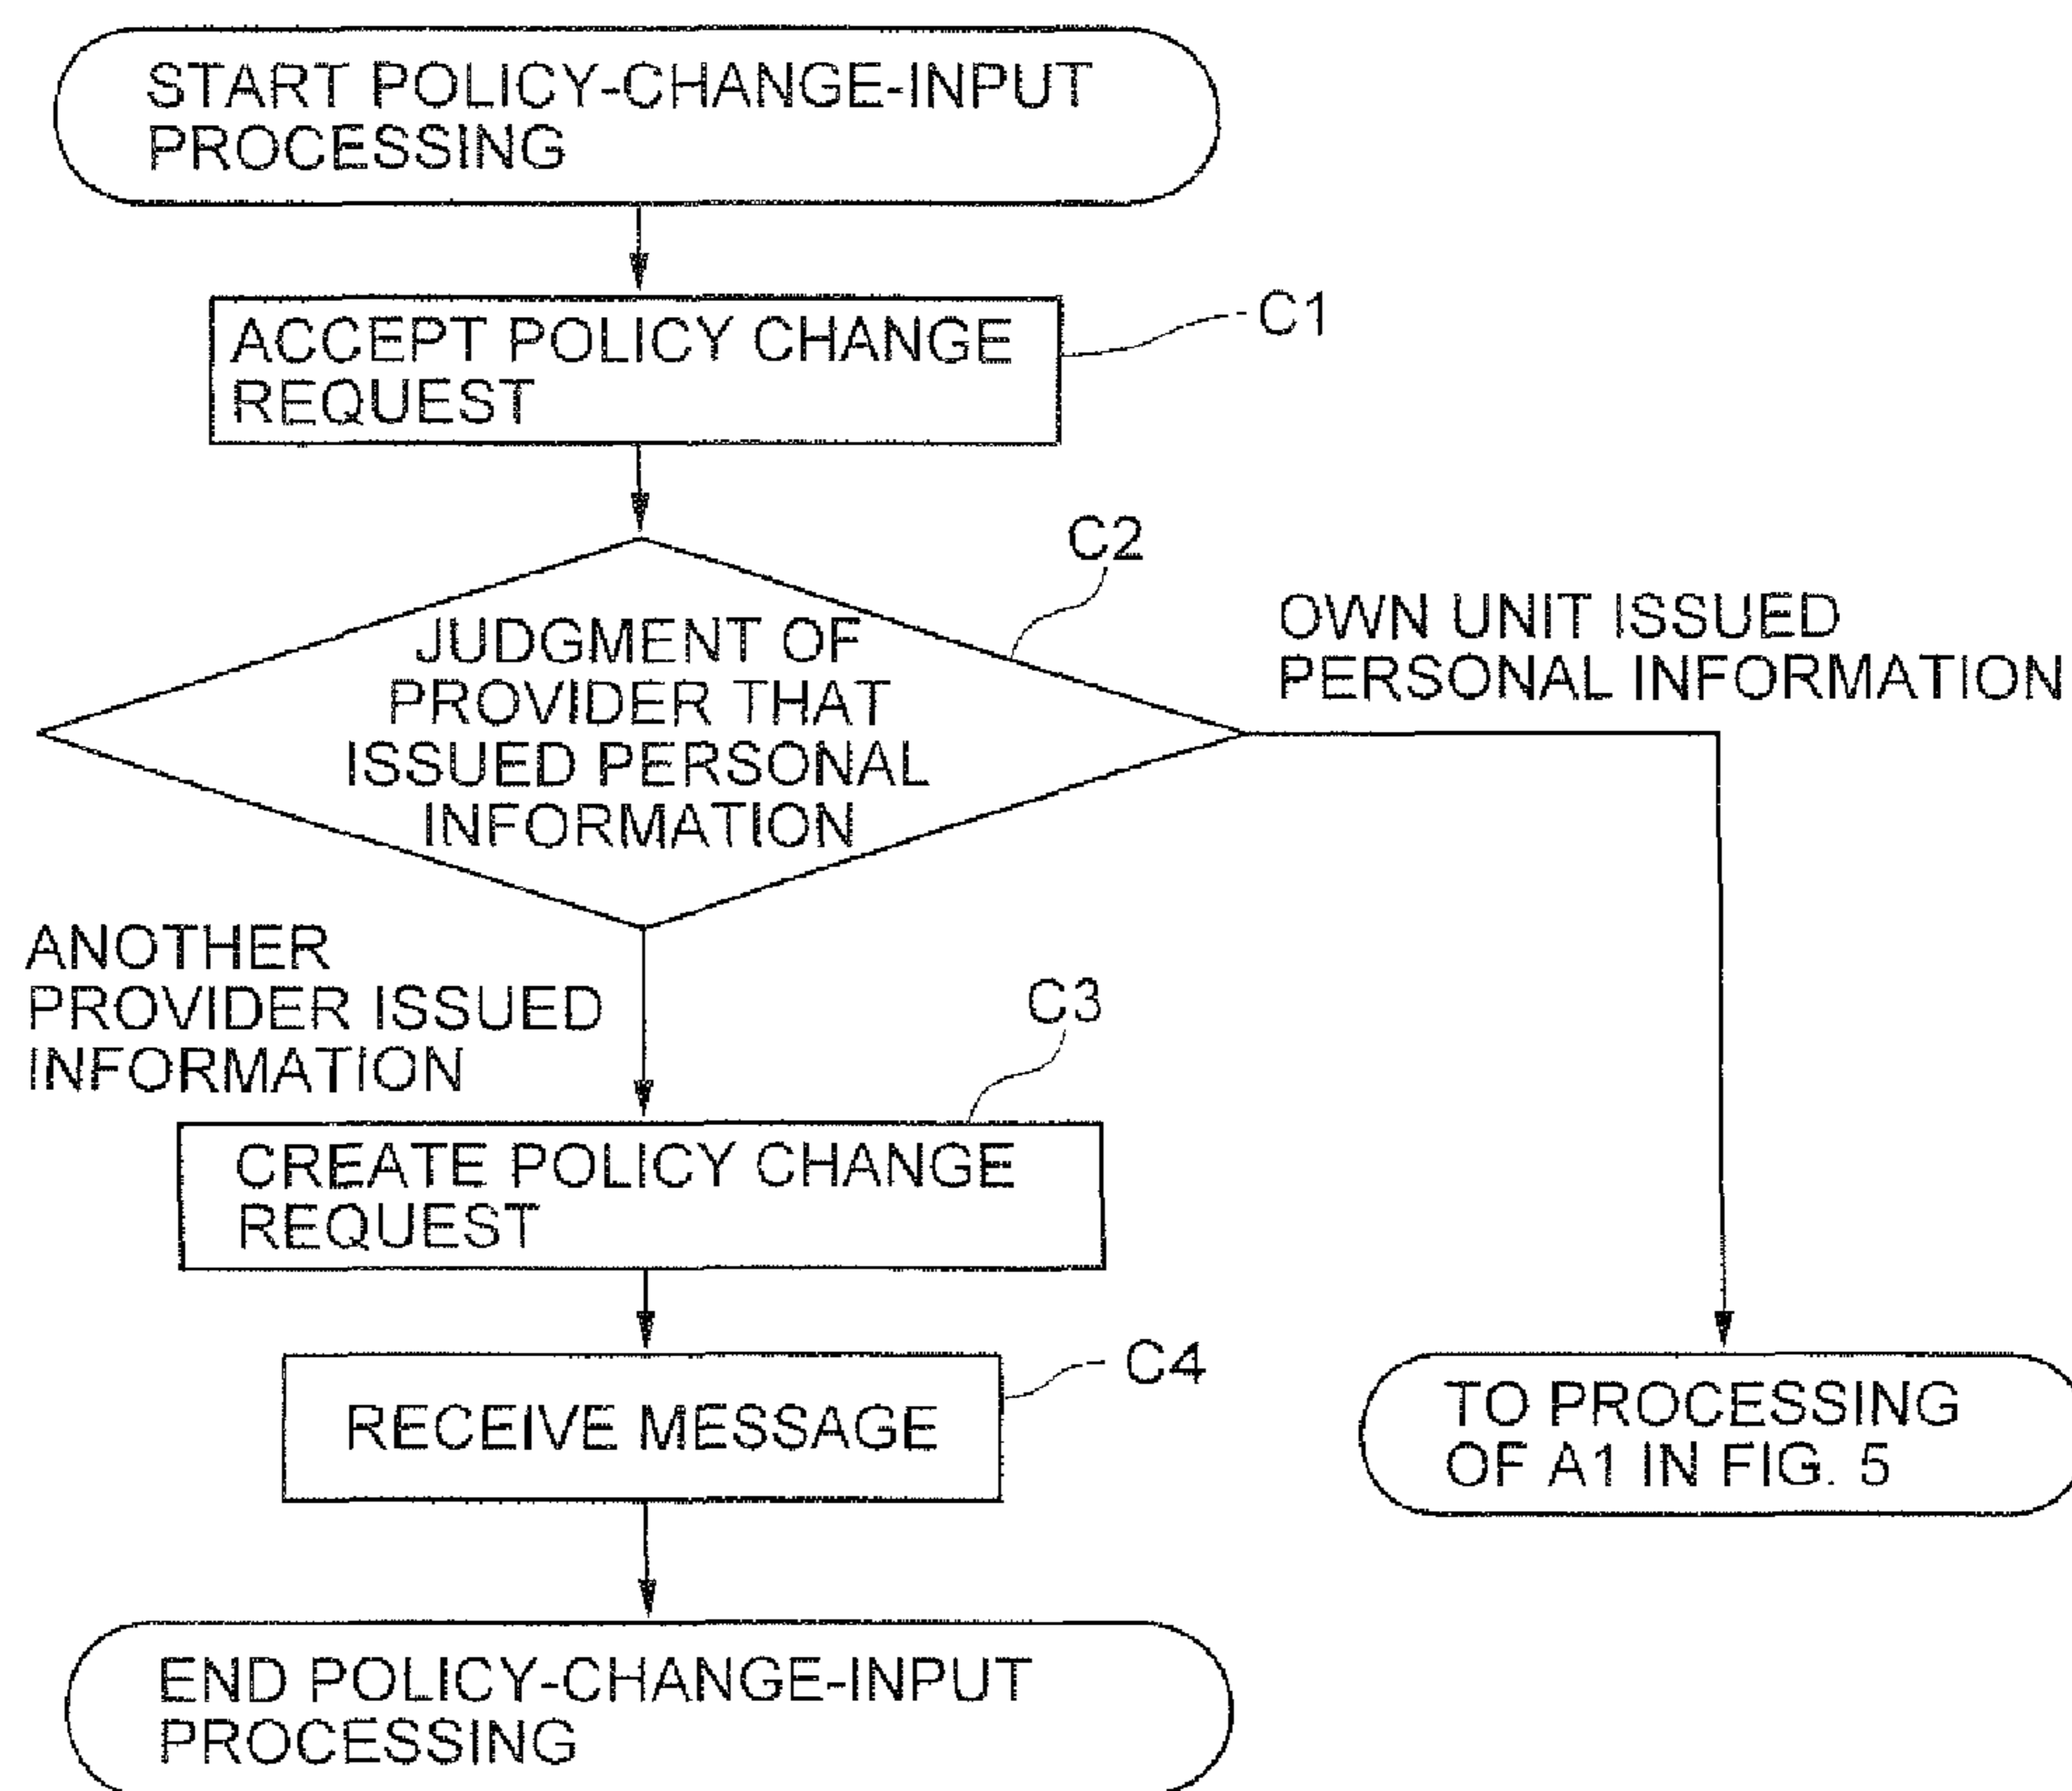 START POLICY-CHANGE-INPUT
PROCESSING
ACCEPT POLICY CHANGE
REQUEST
C1
C2
JUDGMENT OF
PROVIDER THAT
ISSUED PERSONAL
INFORMATION
OWN UNIT ISSUED
PERSONAL INFORMATION
ANOTHER
PROVIDER ISSUED
INFORMATION
C3
CREATE POLICY CHANGE
REQUEST
C4
RECEIVE MESSAGE
TO PROCESSING
OF A1 IN FIG. 5
END POLICY-CHANGE-INPUT
PROCESSING